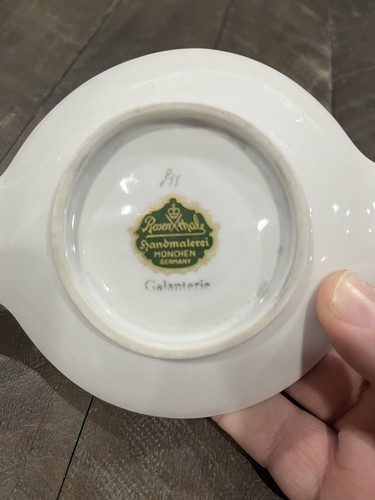 Rosenthal
Handmalerei
MÜNCHEN
GERMANY
Galanterie